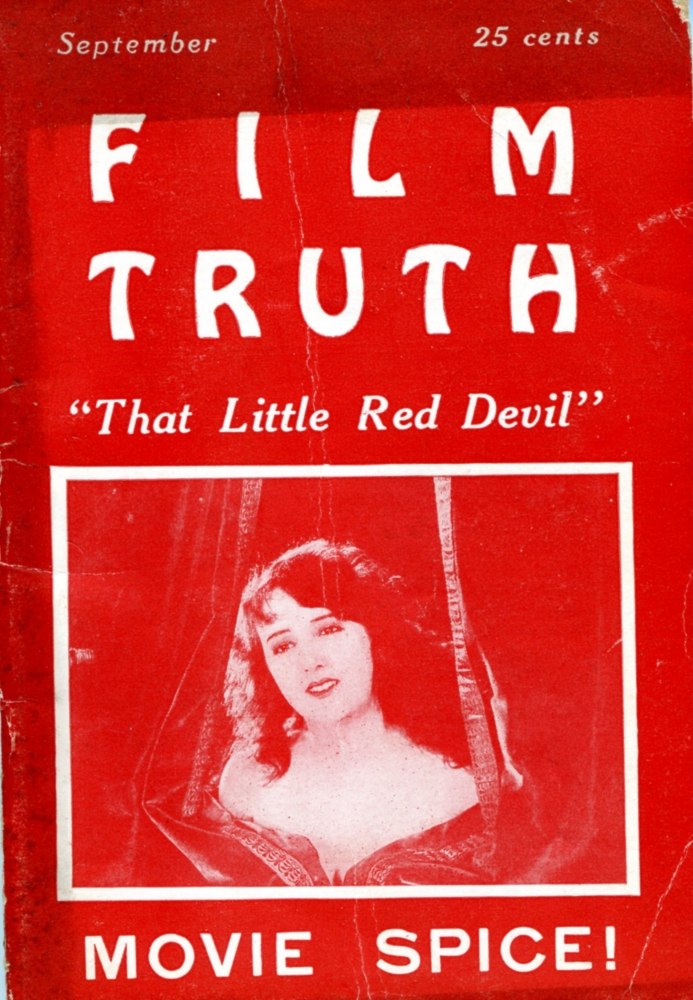 September 25 cents
FILM
TRUTH
“That Little Red Devil”
MOVIE SPICE!